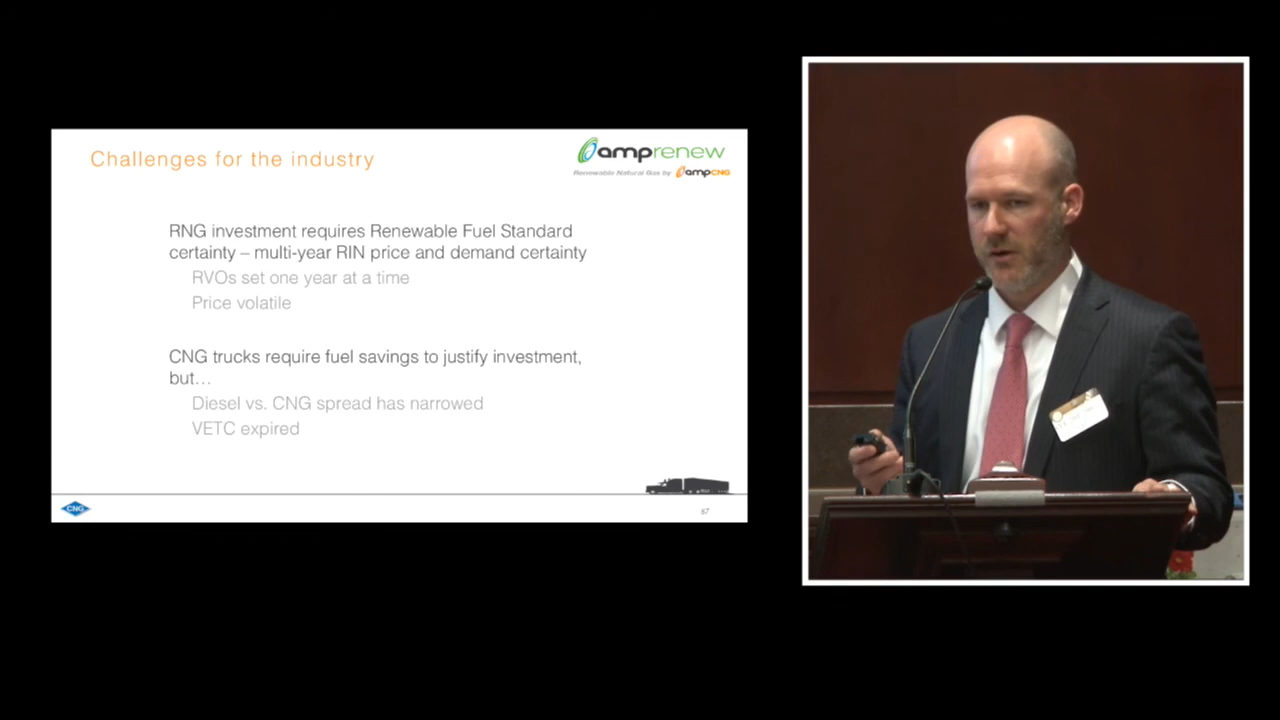 Challenges for the industry
amprenew
Renewable Natural Gas by ampCNG
RNG investment requires Renewable Fuel Standard
certainty – multi-year RIN price and demand certainty
RVOs set one year at a time
Price volatile
CNG trucks require fuel savings to justify investment,
but…
Diesel vs. CNG spread has narrowed
VETC expired
CNG
67